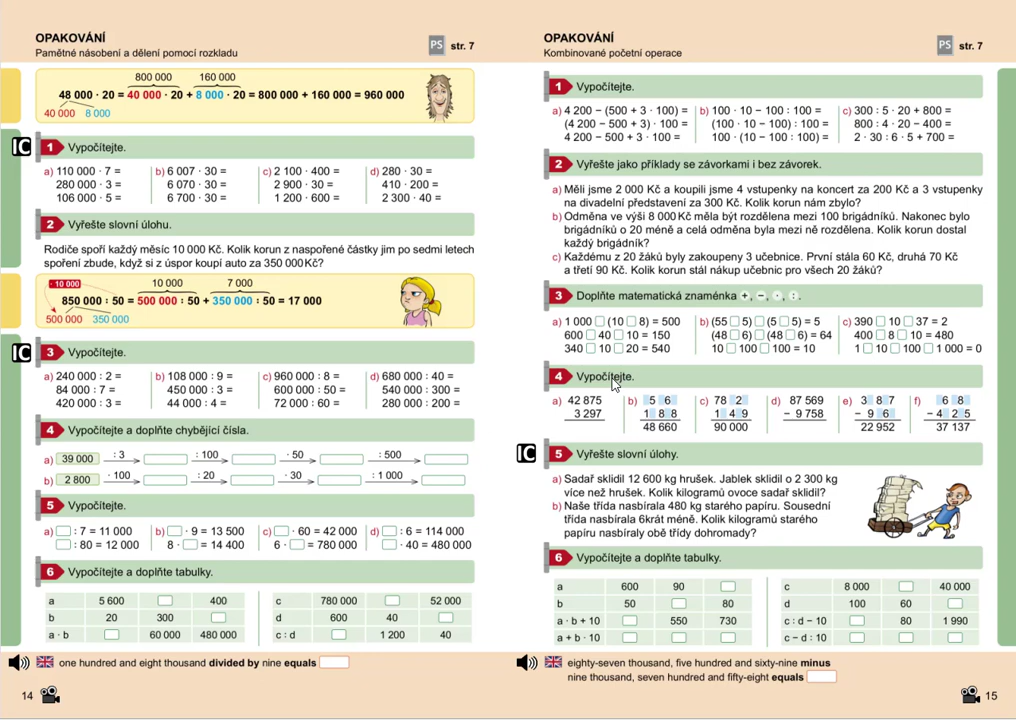 OPAKOVÁNÍ
Pamětné násobení a dělení pomocí rozkladu
PS str. 7
800 000 160 000
48 000 · 20 = 40 000 · 20 + 8 000 · 20 = 800 000 + 160 000 = 960 000
40 000 8 000
1 Vypočítejte.
a) 110 000 · 7 = b) 6 007 · 30 = c) 2 100 · 400 = d) 280 · 30 =
280 000 · 3 = 6 070 · 30 = 2 900 · 30 = 410 · 200 =
106 000 · 5 = 6 700 · 30 = 1 200 · 600 = 2 300 · 40 =
2 Vyřešte slovní úlohu.
Rodiče spoří každý měsíc 10 000 Kč. Kolik korun z naspořené částky jim po sedmi letech
spoření zbude, když si z úspor koupí auto za 350 000 Kč?
· 10 000 10 000 7 000
850 000 : 50 = 500 000 : 50 + 350 000 : 50 = 17 000
500 000 350 000
3 Vypočítejte.
a) 240 000 : 2 = b) 108 000 : 9 = c) 960 000 : 8 = d) 680 000 : 40 =
84 000 : 7 = 450 000 : 3 = 600 000 : 50 = 540 000 : 300 =
420 000 : 3 = 44 000 : 4 = 72 000 : 60 = 280 000 : 200 =
4 Vypočítejte a doplňte chybějící čísla.
a) 39 000 : 3 : 100 · 50 : 500
b) 2 800 · 100 : 20 · 30 : 1 000
5 Vypočítejte.
a) : 7 = 11 000 b) · 9 = 13 500 c) · 60 = 42 000 d) : 6 = 114 000
: 80 = 12 000 8 · = 14 400 6 · = 780 000 · 40 = 480 000
6 Vypočítejte a doplňte tabulky.
a 5 600 400 c 780 000 52 000
b 20 300 d 600 40
a · b 60 000 480 000 c : d 1 200 40
one hundred and eight thousand divided by nine equals
14
OPAKOVÁNÍ
Kombinované početní operace
PS str. 7
1 Vypočítejte.
a) 4 200 – (500 + 3 · 100) = b) 100 · 10 – 100 : 100 = c) 300 : 5 · 20 + 800 =
(4 200 – 500 + 3) · 100 = (100 · 10 – 100) : 100 = 800 : 4 · 20 – 400 =
4 200 – 500 + 3 · 100 = 100 · (10 – 100 : 100) = 2 · 30 : 6 · 5 + 700 =
2 Vyřešte jako příklady se závorkami i bez závorek.
a) Měli jsme 2 000 Kč a koupili jsme 4 vstupenky na koncert za 200 Kč a 3 vstupenky
na divadelní představení za 300 Kč. Kolik korun nám zbylo?
b) Odměna ve výši 8 000 Kč měla být rozdělena mezi 100 brigádníků. Nakonec bylo
brigádníků o 20 méně a celá odměna byla mezi ně rozdělena. Kolik korun dostal
každý brigádník?
c) Každému z 20 žáků byly zakoupeny 3 učebnice. První stála 60 Kč, druhá 70 Kč
a třetí 90 Kč. Kolik korun stál nákup učebnic pro všech 20 žáků?
3 Doplňte matematická znaménka +, –, ·, :.
a) 1 000 (10 8) = 500 b) (55 5) (5 5) = 5 c) 390 10 37 = 2
600 40 10 = 150 (48 6) (48 6) = 64 400 8 10 = 480
340 10 20 = 540 10 100 100 = 10 1 10 100 1 000 = 0
4 Vypočítejte.
a) 42 875 b) 5 6 c) 78 2 d) 87 569 e) 3 8 7 f) 6 8
3 297 1 8 8 1 4 9 – 9 758 – 9 6 – 4 2 5
48 660 90 000 22 952 37 137
5 Vyřešte slovní úlohy.
a) Sadař sklidil 12 600 kg hrušek. Jablek sklidil o 2 300 kg
více než hrušek. Kolik kilogramů ovoce sadař sklidil?
b) Naše třída nasbírala 480 kg starého papíru. Sousední
třída nasbírala 6krát méně. Kolik kilogramů starého
papíru nasbíraly obě třídy dohromady?
6 Vypočítejte a doplňte tabulky.
a 600 90 c 8 000 40 000
b 50 80 d 100 60
a · b + 10 550 730 c : d – 10 80 1 990
a + b · 10 c – d : 10
eighty-seven thousand, five hundred and sixty-nine minus
nine thousand, seven hundred and fifty-eight equals
15